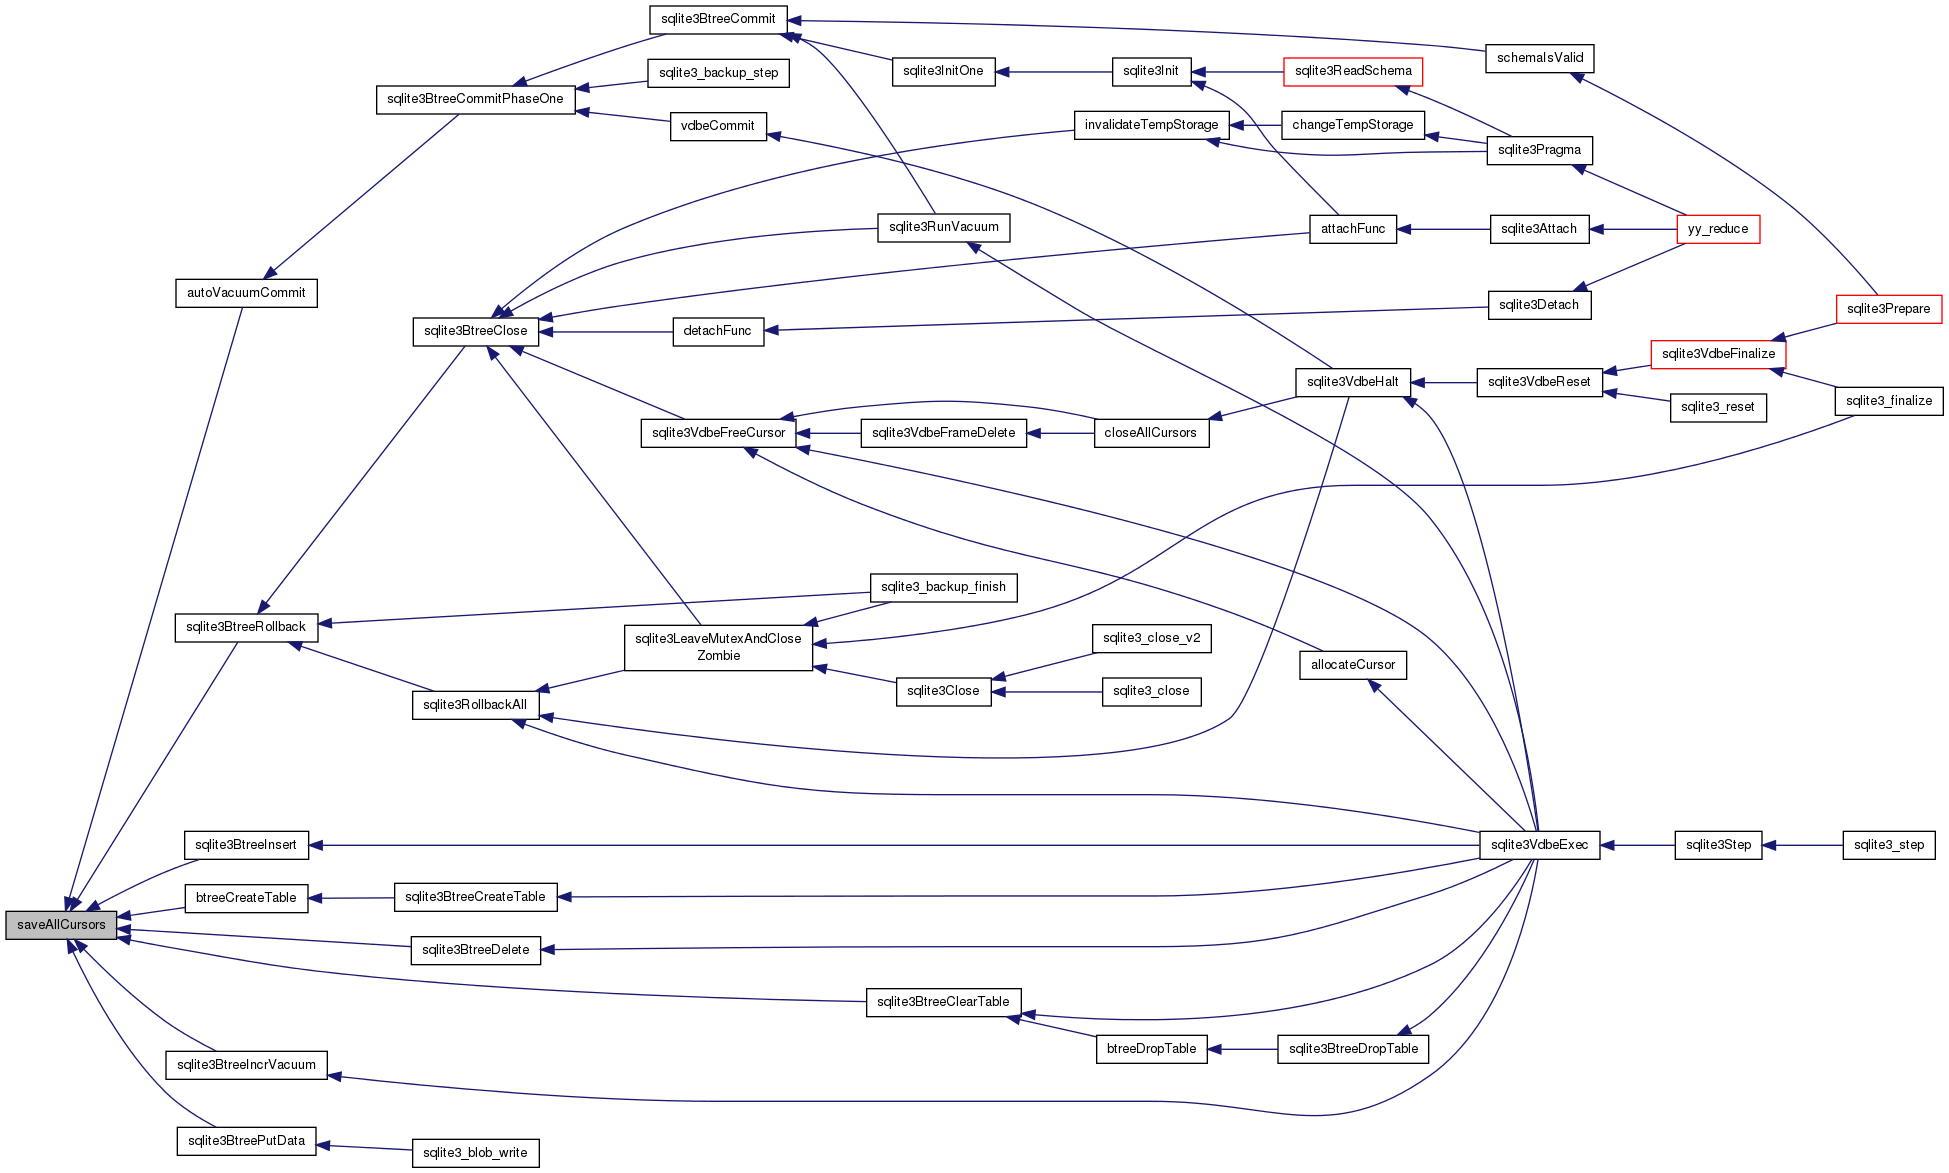 sqlite3BtreeCommit
schemaIsValid
sqlite3_backup_step
sqlite3InitOne
sqlite3Init
sqlite3ReadSchema
sqlite3BtreeCommitPhaseOne
vdbeCommit
invalidateTempStorage
changeTempStorage
sqlite3Pragma
sqlite3RunVacuum
attachFunc
sqlite3Attach
yy_reduce
autoVacuumCommit
sqlite3Detach
sqlite3Prepare
sqlite3BtreeClose
detachFunc
sqlite3VdbeFinalize
sqlite3VdbeHalt
sqlite3VdbeReset
sqlite3_finalize
sqlite3_reset
sqlite3VdbeFreeCursor
sqlite3VdbeFrameDelete
closeAllCursors
sqlite3_backup_finish
sqlite3BtreeRollback
sqlite3LeaveMutexAndClose
Zombie
sqlite3_close_v2
allocateCursor
sqlite3Close
sqlite3_close
sqlite3RollbackAll
sqlite3BtreeInsert
sqlite3VdbeExec
sqlite3Step
sqlite3_step
btreeCreateTable
sqlite3BtreeCreateTable
saveAllCursors
sqlite3BtreeDelete
sqlite3BtreeClearTable
btreeDropTable
sqlite3BtreeDropTable
sqlite3BtreeIncrVacuum
sqlite3BtreePutData
sqlite3_blob_write